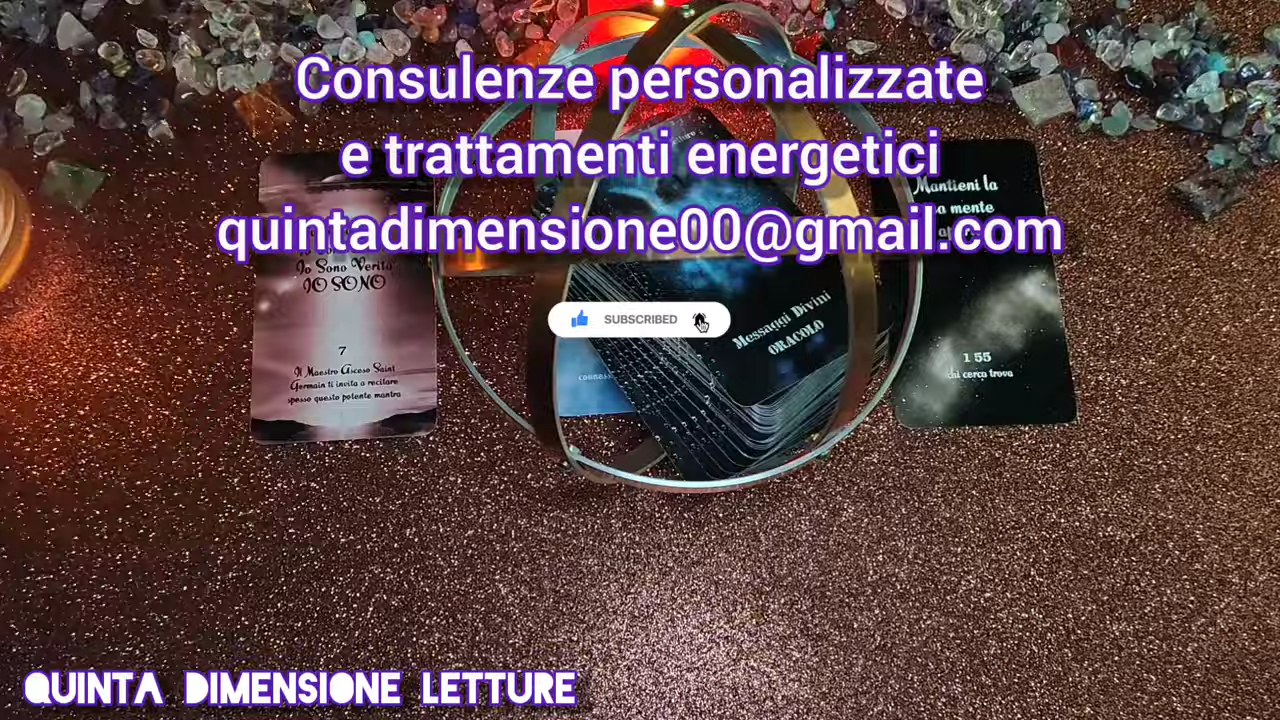 Consulenze personalizzate
e trattamenti energetici
quintadimensione00@gmail.com
Io Sono Verità
IO SONO
7
Il Maestro Asceso Saint
Germain ti invita a recitare
spesso questo potente mantra
SUBSCRIBED
Messaggi Divini
ORACOLO
Mantieni la
mente
1 55
chi cerca trova
QUINTA DIMENSIONE LETTURE